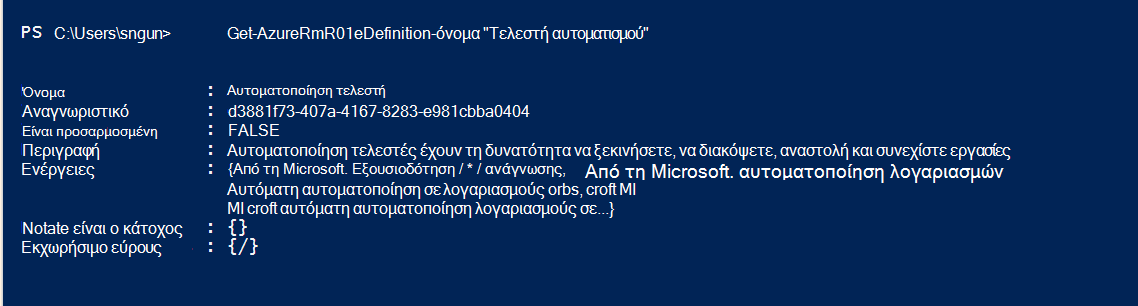 PS C:\Users\sngun> Get-AzureRmR01eDefinition-όνομα "Τελεστή αυτοματισμού"
Όνομα : Αυτοματοποίηση τελεστή
Αναγνωριστικό : d3881f73-407a-4167-8283-e981cbba0404
Είναι προσαρμοσμένη : FALSE
Περιγραφή : Αυτοματοποίηση τελεστές έχουν τη δυνατότητα να ξεκινήσετε, να διακόψετε, αναστολή και συνεχίστε εργασίες
Ενέργειες : {Από τη Microsoft. Εξουσιοδότηση / * / ανάγνωσης, Από τη Microsoft. αυτοματοποίηση λογαριασμών
Αυτόματη αυτοματοποίηση σε λογαριασμούς orbs, croft MI
MI croft αυτόματη αυτοματοποίηση λογαριασμούς σε...}
Notate είναι ο κάτοχος : {}
Εκχωρήσιμο εύρους : {/}